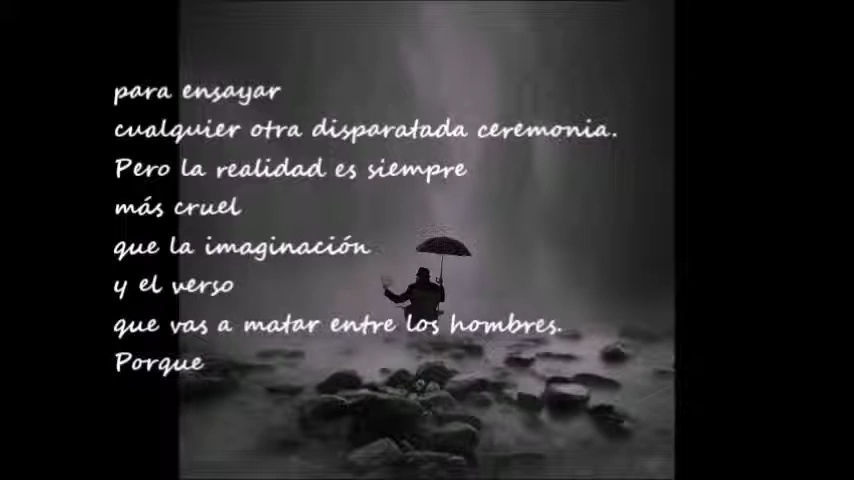 para ensayar
cualquier otra disparatada ceremonia.
Pero la realidad es siempre
más cruel
que la imaginación
y el verso
que vas a matar entre los hombres.
Porque